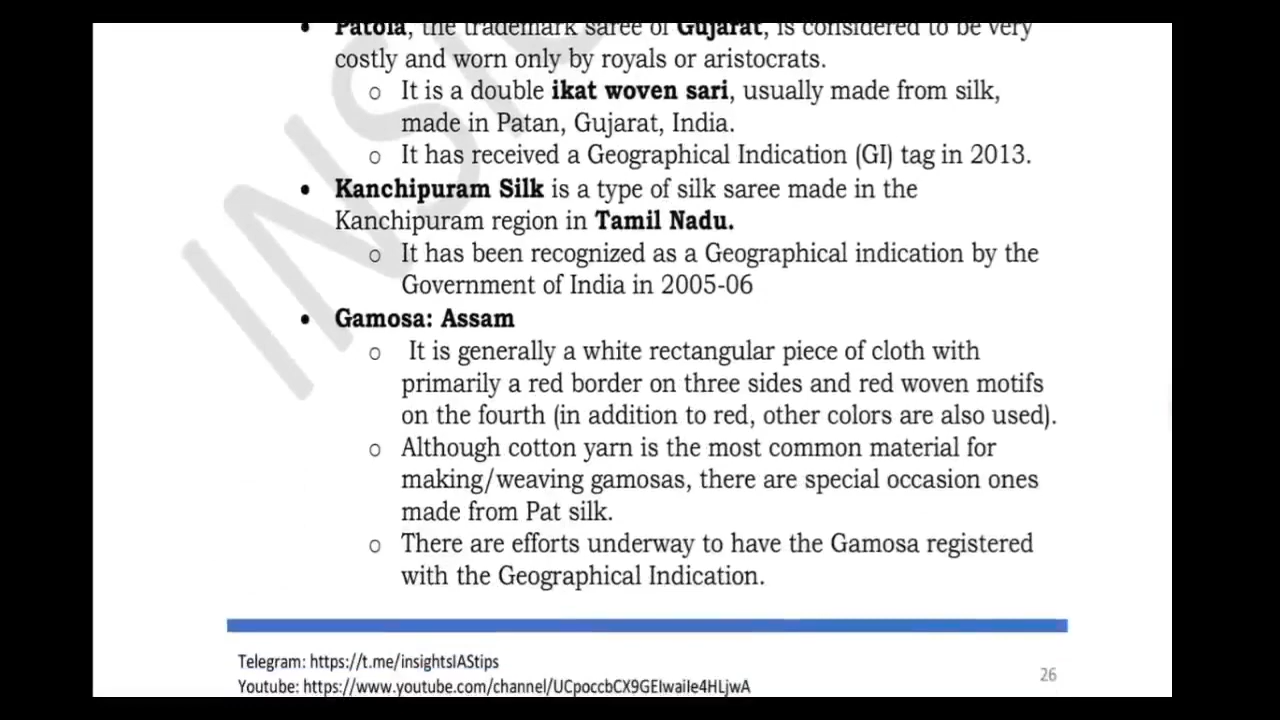 • Patola, the trademark saree of Gujarat, is considered to be very
costly and worn only by royals or aristocrats.
o It is a double ikat woven sari, usually made from silk,
made in Patan, Gujarat, India.
o It has received a Geographical Indication (GI) tag in 2013.
• Kanchipuram Silk is a type of silk saree made in the
Kanchipuram region in Tamil Nadu.
o It has been recognized as a Geographical indication by the
Government of India in 2005-06
• Gamosa: Assam
o It is generally a white rectangular piece of cloth with
primarily a red border on three sides and red woven motifs
on the fourth (in addition to red, other colors are also used).
o Although cotton yarn is the most common material for
making/weaving gamosas, there are special occasion ones
made from Pat silk.
o There are efforts underway to have the Gamosa registered
with the Geographical Indication.
Telegram: https://t.me/insightsIAStips
Youtube: https://www.youtube.com/channel/UCpoccbCX9GEIwaiIe4HLjwA
26